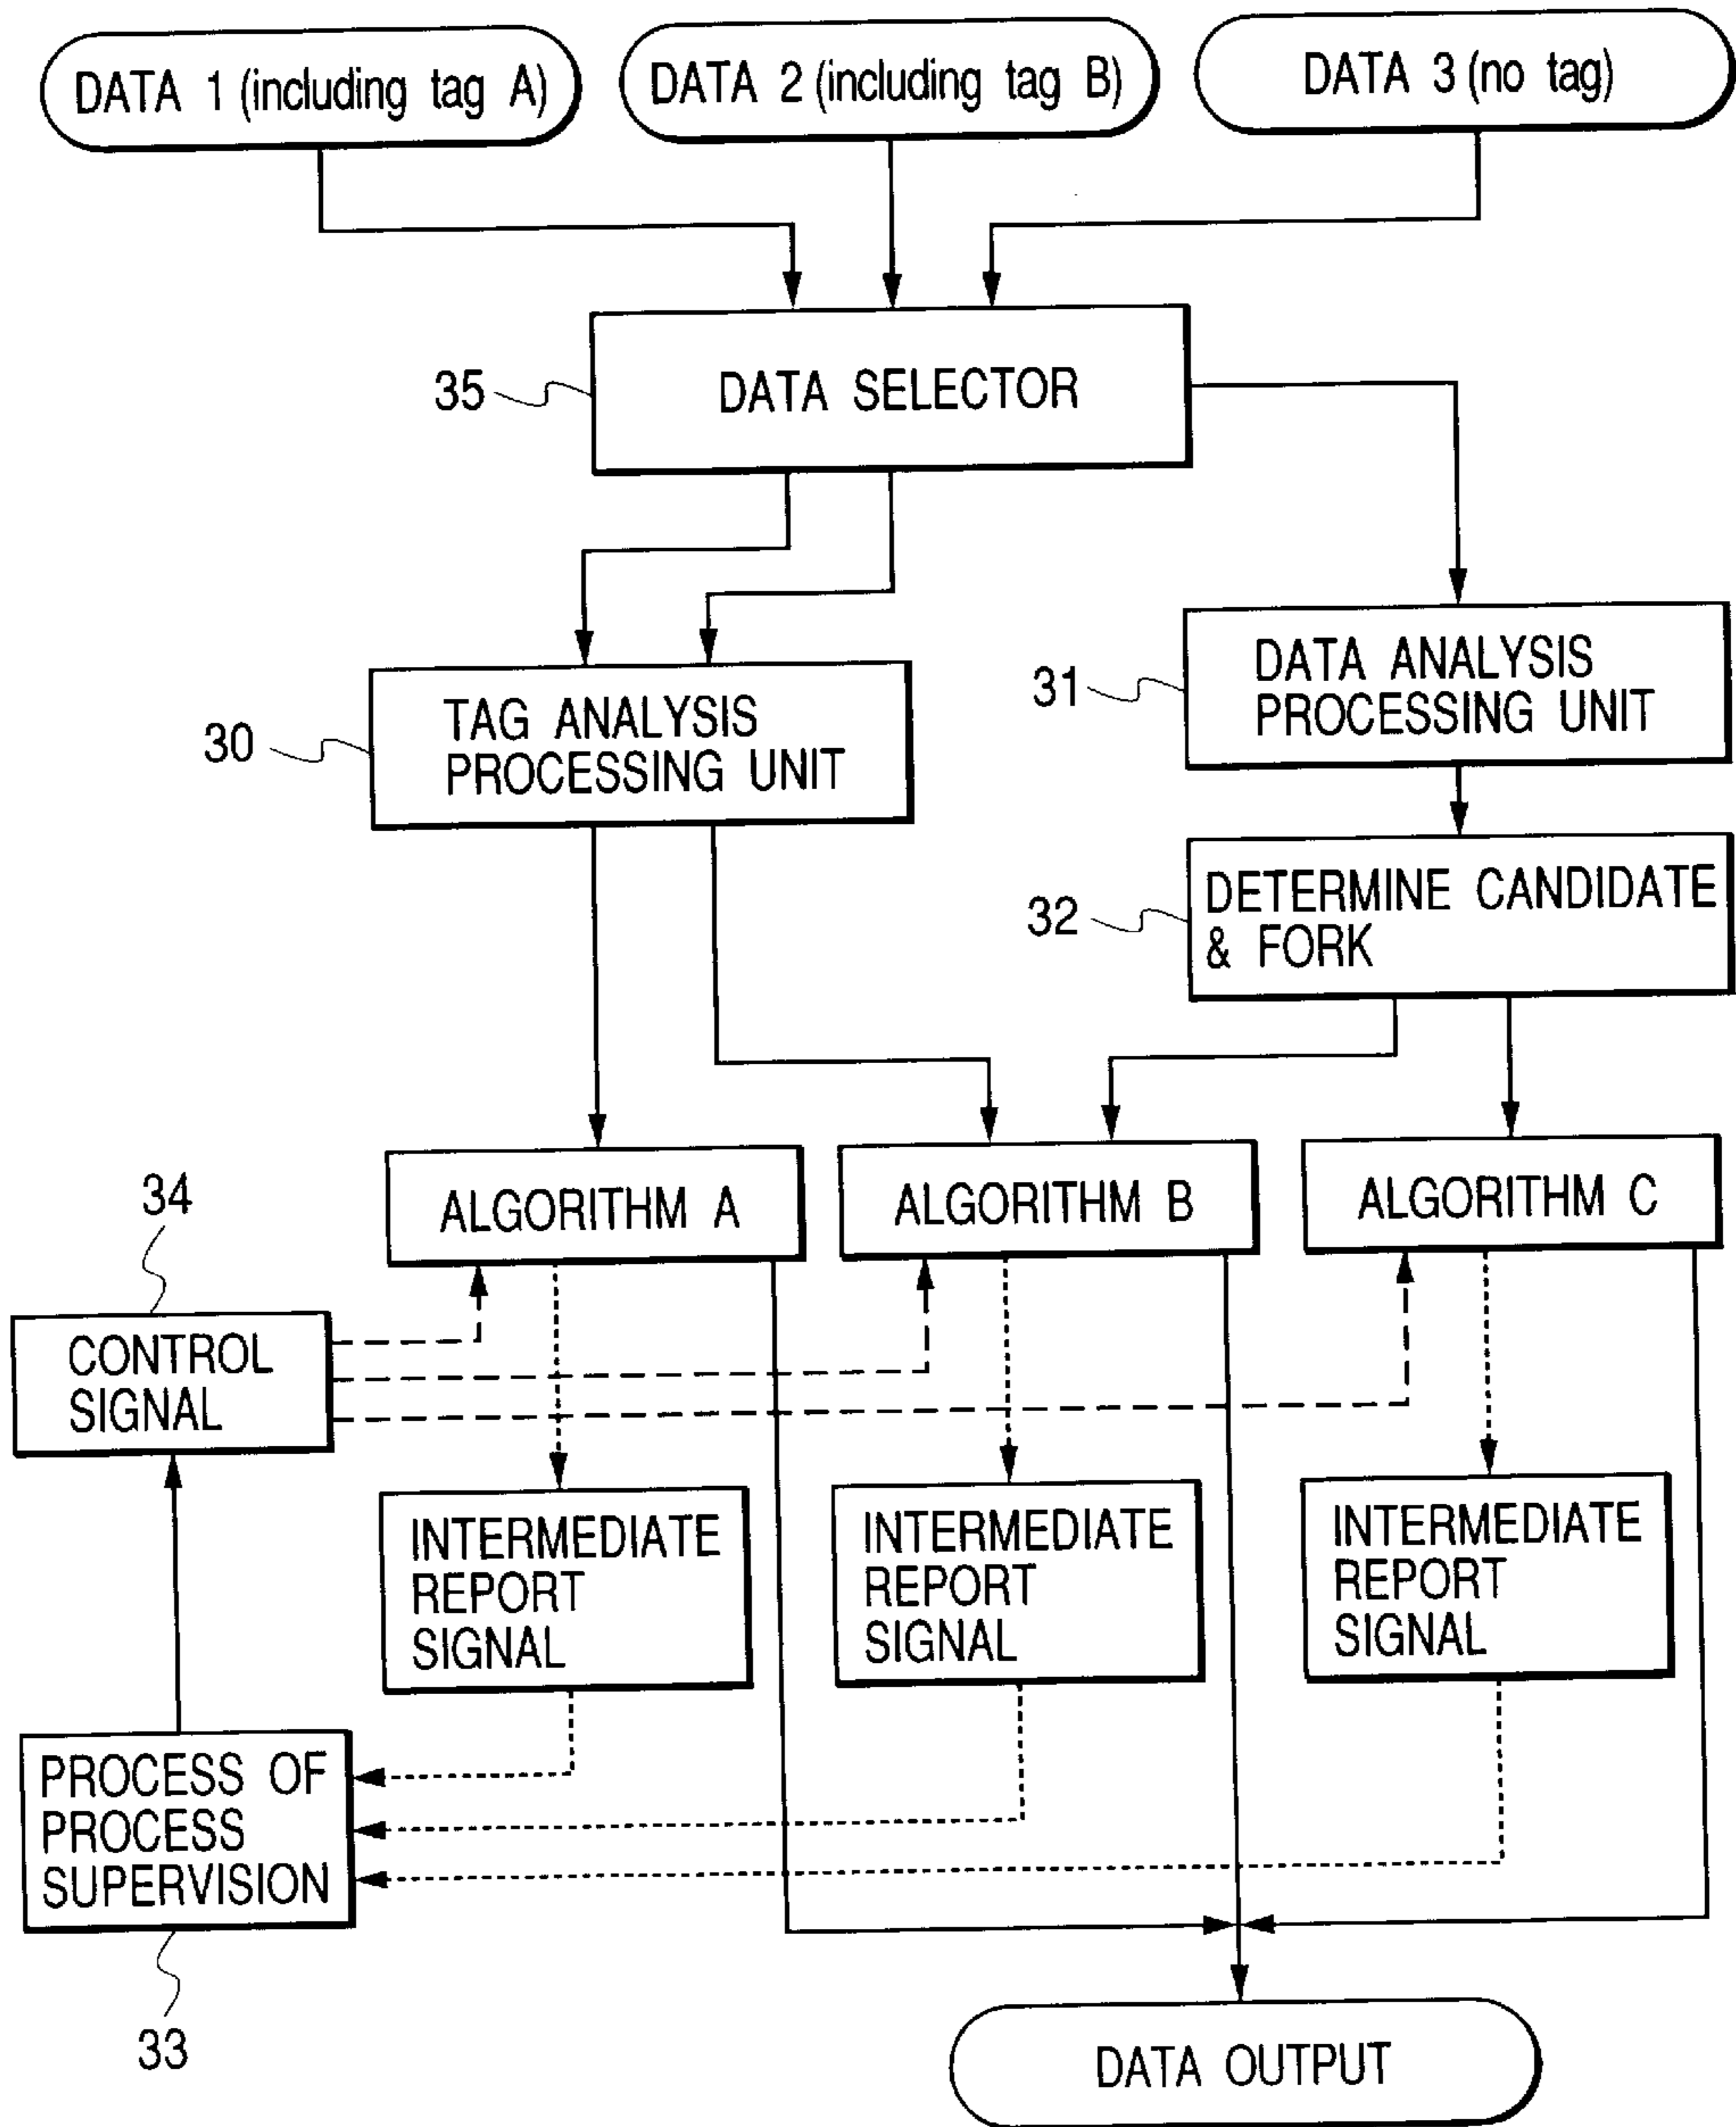 DATA 1 (including tag A)
DATA 2 (including tag B)
DATA 3 (no tag)
35
DATA SELECTOR
30
TAG ANALYSIS
PROCESSING UNIT
31
DATA ANALYSIS
PROCESSING UNIT
32
DETERMINE CANDIDATE
& FORK
34
ALGORITHM A
ALGORITHM B
ALGORITHM C
CONTROL
SIGNAL
INTERMEDIATE
REPORT
SIGNAL
INTERMEDIATE
REPORT
SIGNAL
INTERMEDIATE
REPORT
SIGNAL
PROCESS OF
PROCESS
SUPERVISION
33
DATA OUTPUT